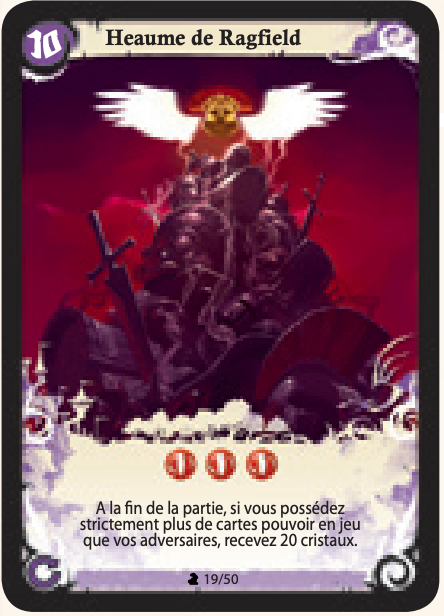 10
Heaume de Ragfield
A la fin de la partie, si vous possédez
strictement plus de cartes pouvoir en jeu
que vos adversaires, recevez 20 cristaux.
19/50